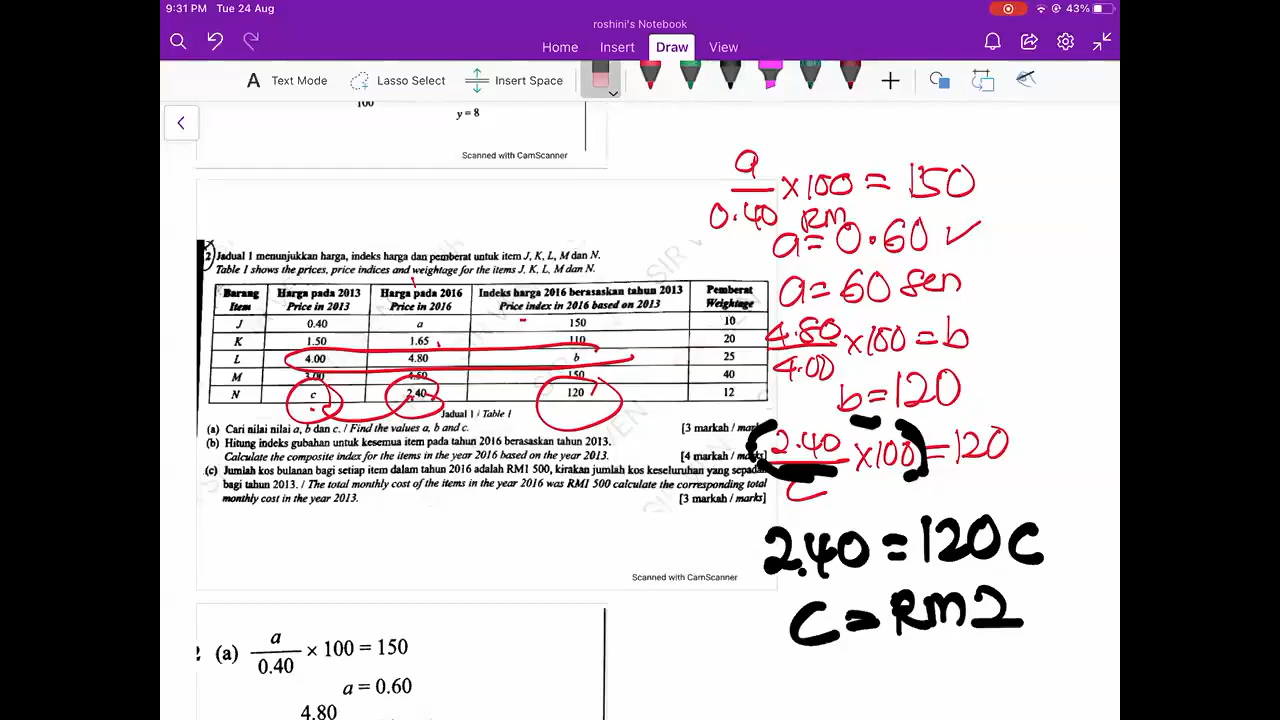 9:31 PM Tue 24 Aug
43%
roshini's Notebook
Home Insert Draw View
Text Mode Lasso Select Insert Space
100
y = 8
Scanned with CamScanner
2 Jadual 1 menunjukkan harga, indeks harga dan pemberat untuk item J, K, L, M dan N.
Table 1 shows the prices, price indices and weightage for the items J, K, L, M dan N.
Barang Item Harga pada 2013 Price in 2013 Harga pada 2016 Price in 2016 Indeks harga 2016 berasaskan tahun 2013 Price index in 2016 based on 2013 Pemberat Weightage
J 0.40 a 150 10
K 1.50 1.65 110 20
L 4.00 4.80 b 25
M 3.00 4.50 150 40
N c 2.40 120 12
Jadual 1 / Table 1
(a) Cari nilai nilai a, b dan c. / Find the values a, b and c. [3 markah / marks]
(b) Hitung indeks gubahan untuk kesemua item pada tahun 2016 berasaskan tahun 2013.
Calculate the composite index for the items in the year 2016 based on the year 2013. [4 markah / marks]
(c) Jumlah kos bulanan bagi setiap item dalam tahun 2016 adalah RM1 500, kirakan jumlah kos keseluruhan yang sepadan
bagi tahun 2013. / The total monthly cost of the items in the year 2016 was RM1 500 calculate the corresponding total
monthly cost in the year 2013. [3 markah / marks]
Scanned with CamScanner
a/0.40 × 100 = 150
RM
a = 0.60 ✓
a = 60 sen
4.80/4.00 × 100 = b
b = 120
(2.40/c × 100) = 120
2.40 = 120c
c = RM2
(a) a/0.40 × 100 = 150
a = 0.60
4.80